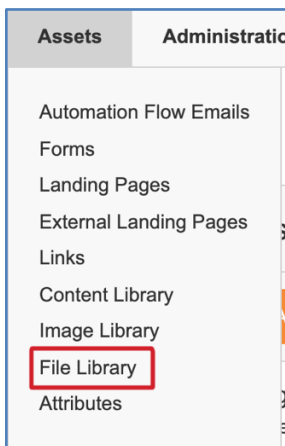 Assets Administratio
Automation Flow Emails
Forms
Landing Pages
External Landing Pages
Links
Content Library
Image Library
File Library
Attributes